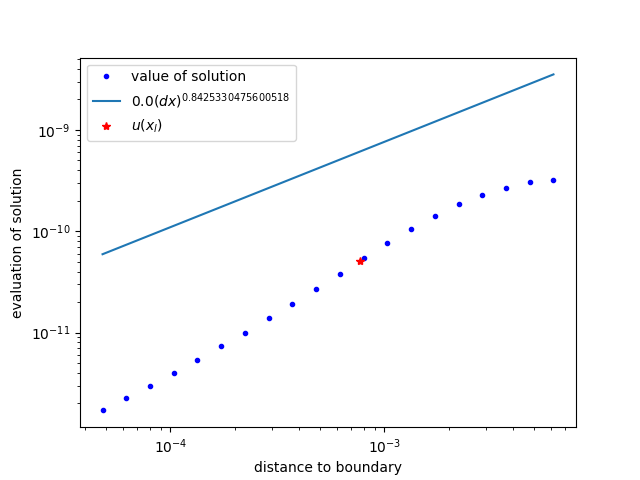 value of solution
0.0(dx)^0.8425330475600518
u(x_l)
10^-9
10^-10
10^-11
evaluation of solution
10^-4
10^-3
distance to boundary